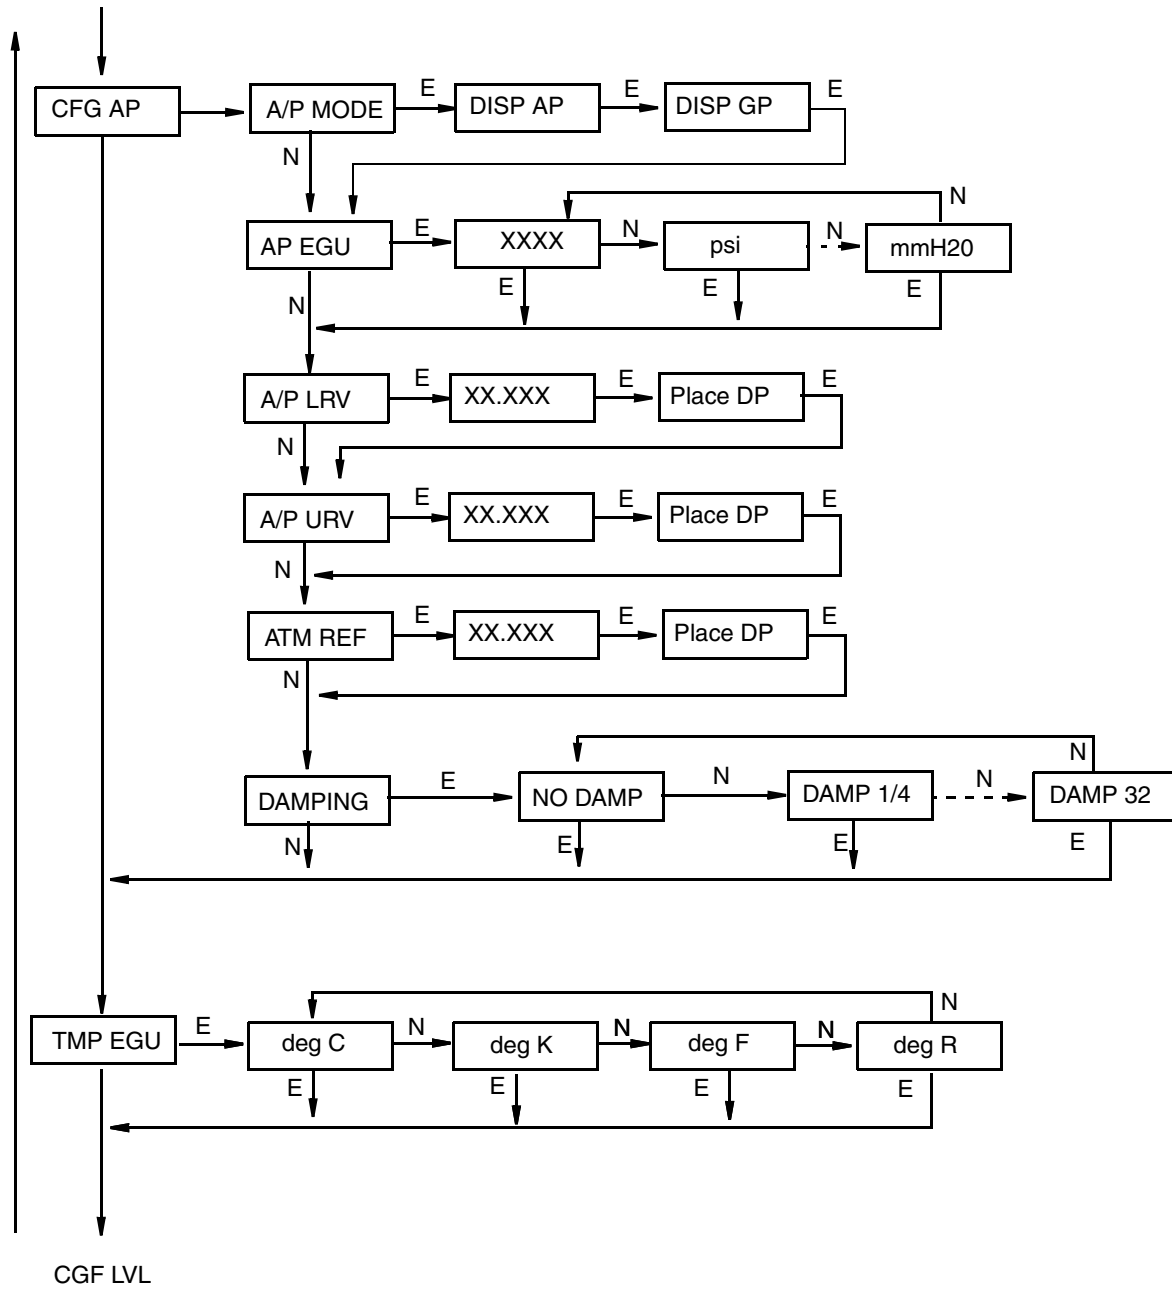 CFG AP
A/P MODE
E
DISP AP
E
DISP GP
E
N
AP EGU
E
XXXX
N
psi
N
mmH20
N
N
E
E
E
A/P LRV
E
XX.XXX
E
Place DP
E
N
A/P URV
E
XX.XXX
E
Place DP
E
N
ATM REF
E
XX.XXX
E
Place DP
E
N
DAMPING
E
NO DAMP
N
DAMP 1/4
N
DAMP 32
N
N
E
E
E
TMP EGU
E
deg C
N
deg K
N
deg F
N
deg R
N
E
E
E
E
CGF LVL